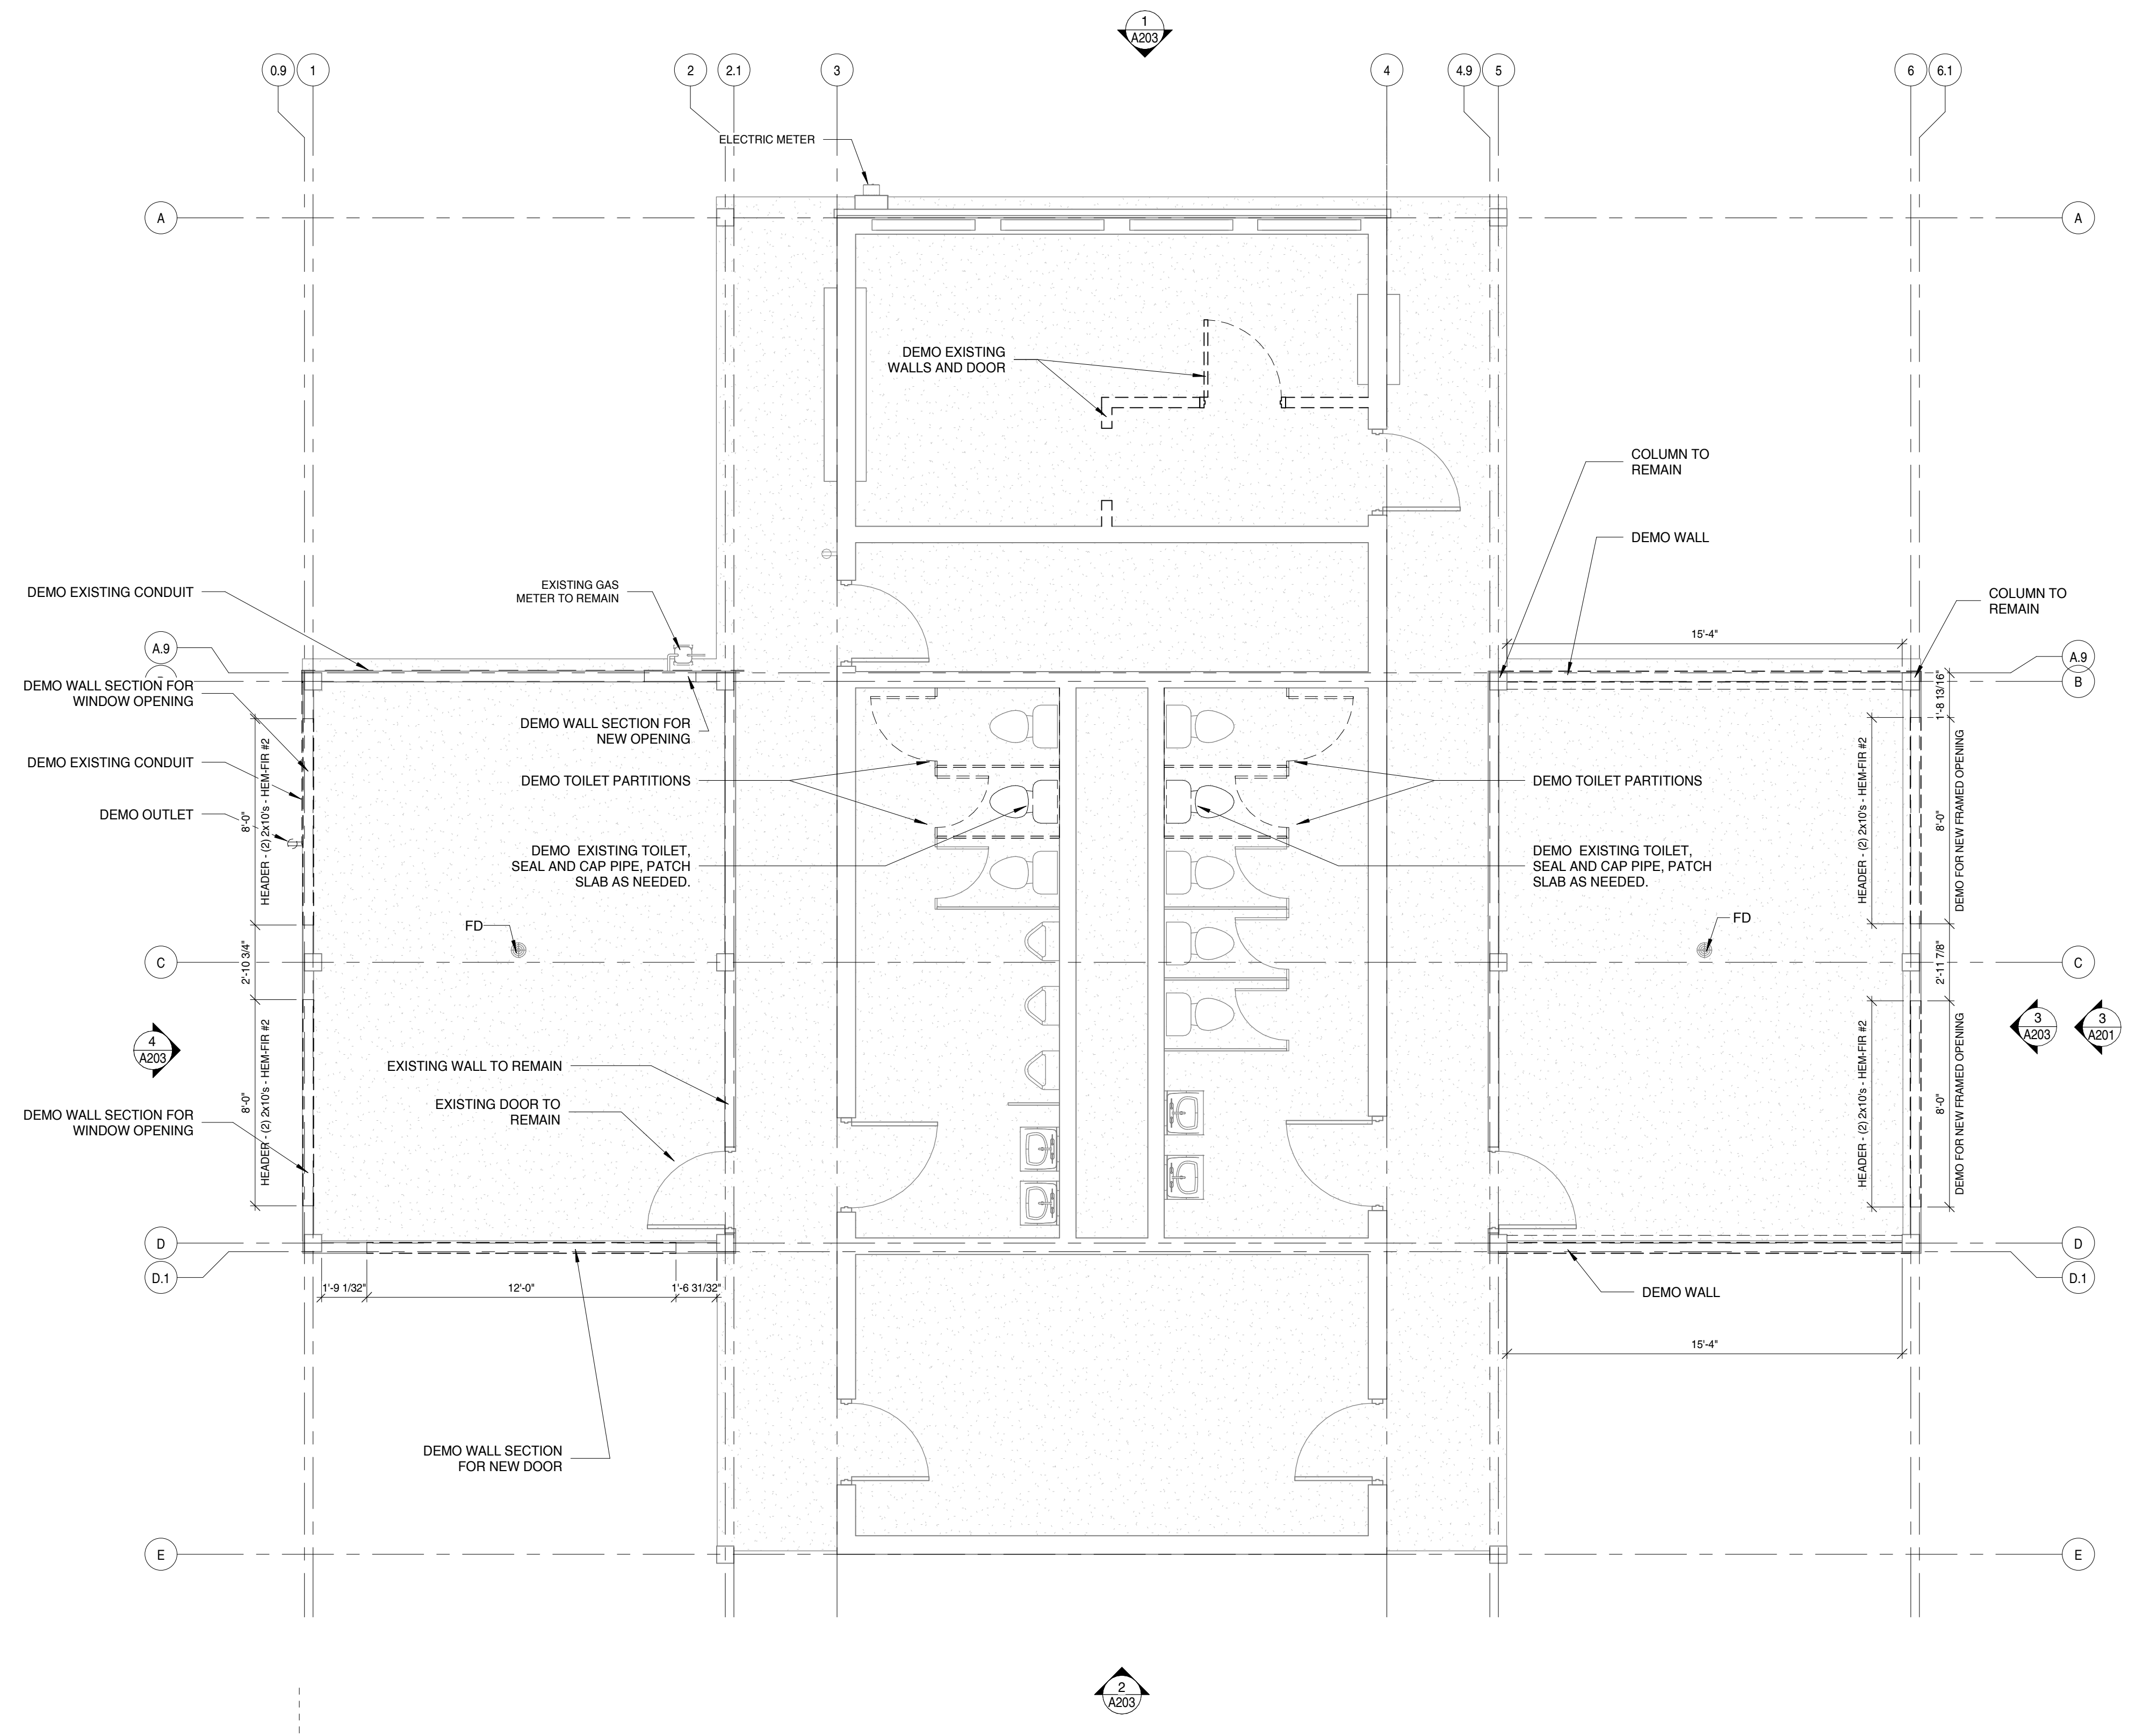 1
A203
0.9
1
2
2.1
3
4
4.9
5
6
6.1
ELECTRIC METER
A
A
DEMO EXISTING
WALLS AND DOOR
COLUMN TO
REMAIN
DEMO WALL
DEMO EXISTING CONDUIT
EXISTING GAS
METER TO REMAIN
COLUMN TO
REMAIN
15'-4"
A.9
A.9
B
DEMO WALL SECTION FOR
WINDOW OPENING
1'-8 13/16"
DEMO WALL SECTION FOR
NEW OPENING
DEMO EXISTING CONDUIT
DEMO OUTLET
8'-0"
HEADER - (2) 2x10's - HEM-FIR #2
DEMO TOILET PARTITIONS
DEMO TOILET PARTITIONS
HEADER - (2) 2x10's - HEM-FIR #2
8'-0"
DEMO FOR NEW FRAMED OPENING
DEMO  EXISTING TOILET,
SEAL AND CAP PIPE, PATCH
SLAB AS NEEDED.
DEMO  EXISTING TOILET,
SEAL AND CAP PIPE, PATCH
SLAB AS NEEDED.
FD
FD
C
2'-10 3/4"
2'-11 7/8"
C
4
A203
3
A203
3
A201
8'-0"
HEADER - (2) 2x10's - HEM-FIR #2
EXISTING WALL TO REMAIN
EXISTING DOOR TO
REMAIN
HEADER - (2) 2x10's - HEM-FIR #2
8'-0"
DEMO FOR NEW FRAMED OPENING
DEMO WALL SECTION FOR
WINDOW OPENING
D
D
D.1
D.1
1'-9 1/32"
12'-0"
1'-6 31/32"
DEMO WALL
15'-4"
DEMO WALL SECTION
FOR NEW DOOR
E
E
2
A203